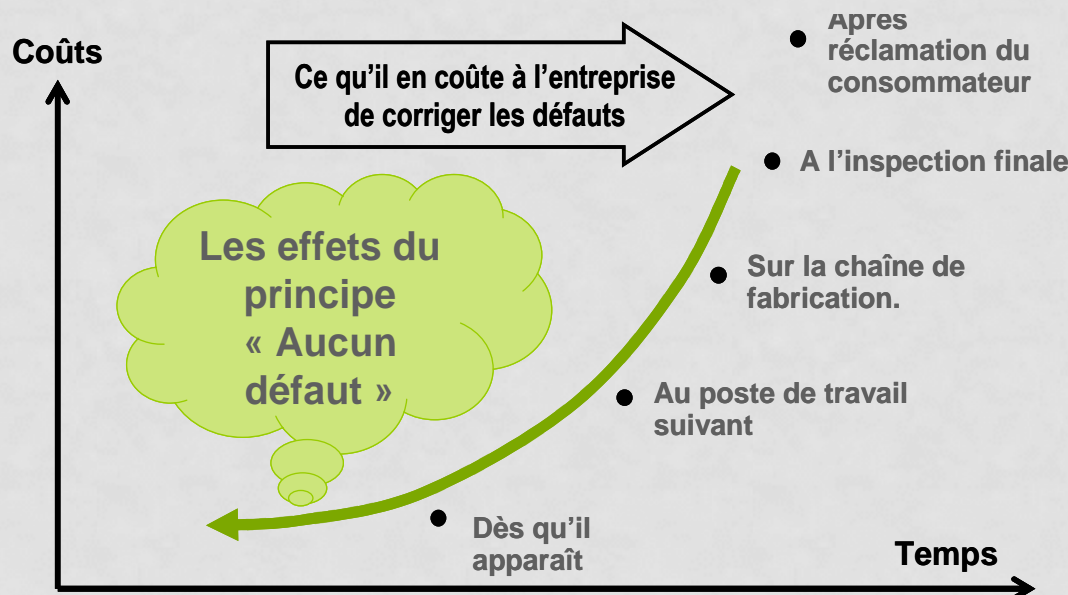 Coûts
Ce qu'il en coûte à l'entreprise
de corriger les défauts
• Après
réclamation du
consommateur
• A l'inspection finale
Les effets du
principe
« Aucun
défaut »
• Sur la chaîne de
fabrication.
• Au poste de travail
suivant
• Dès qu'il
apparaît
Temps